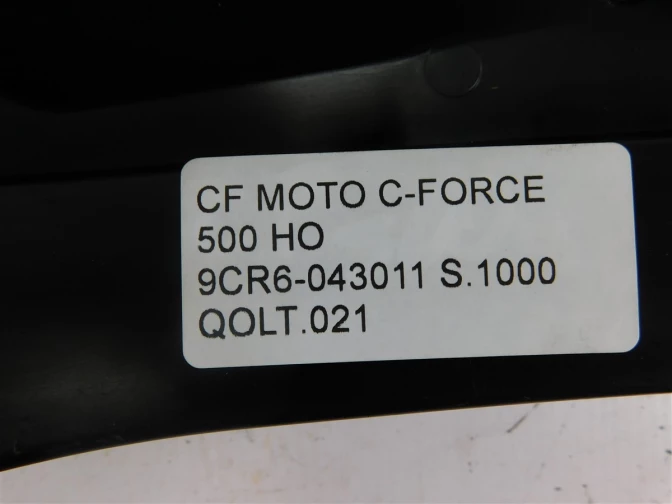 CF MOTO C-FORCE
500 HO
9CR6-043011 S.1000
QOLT.021